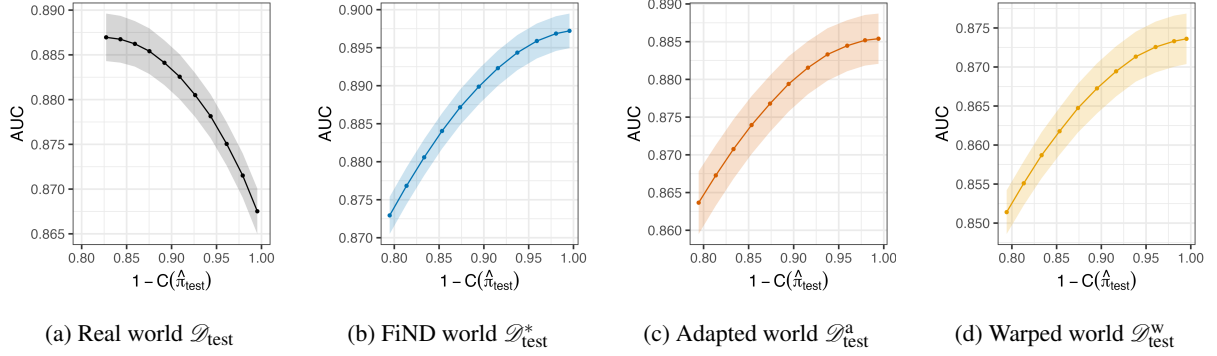 0.890
0.885
0.880
0.875
0.870
0.865
AUC
0.80 0.85 0.90 0.95 1.00
1 − C(π̂test)
(a) Real world 𝒟test
0.900
0.895
0.890
0.885
0.880
0.875
0.870
AUC
0.80 0.85 0.90 0.95 1.00
1 − C(π̂test)
(b) FiND world 𝒟*test
0.890
0.885
0.880
0.875
0.870
0.865
0.860
AUC
0.80 0.85 0.90 0.95 1.00
1 − C(π̂test)
(c) Adapted world 𝒟ᵃtest
0.875
0.870
0.865
0.860
0.855
0.850
AUC
0.80 0.85 0.90 0.95 1.00
1 − C(π̂test)
(d) Warped world 𝒟ʷtest